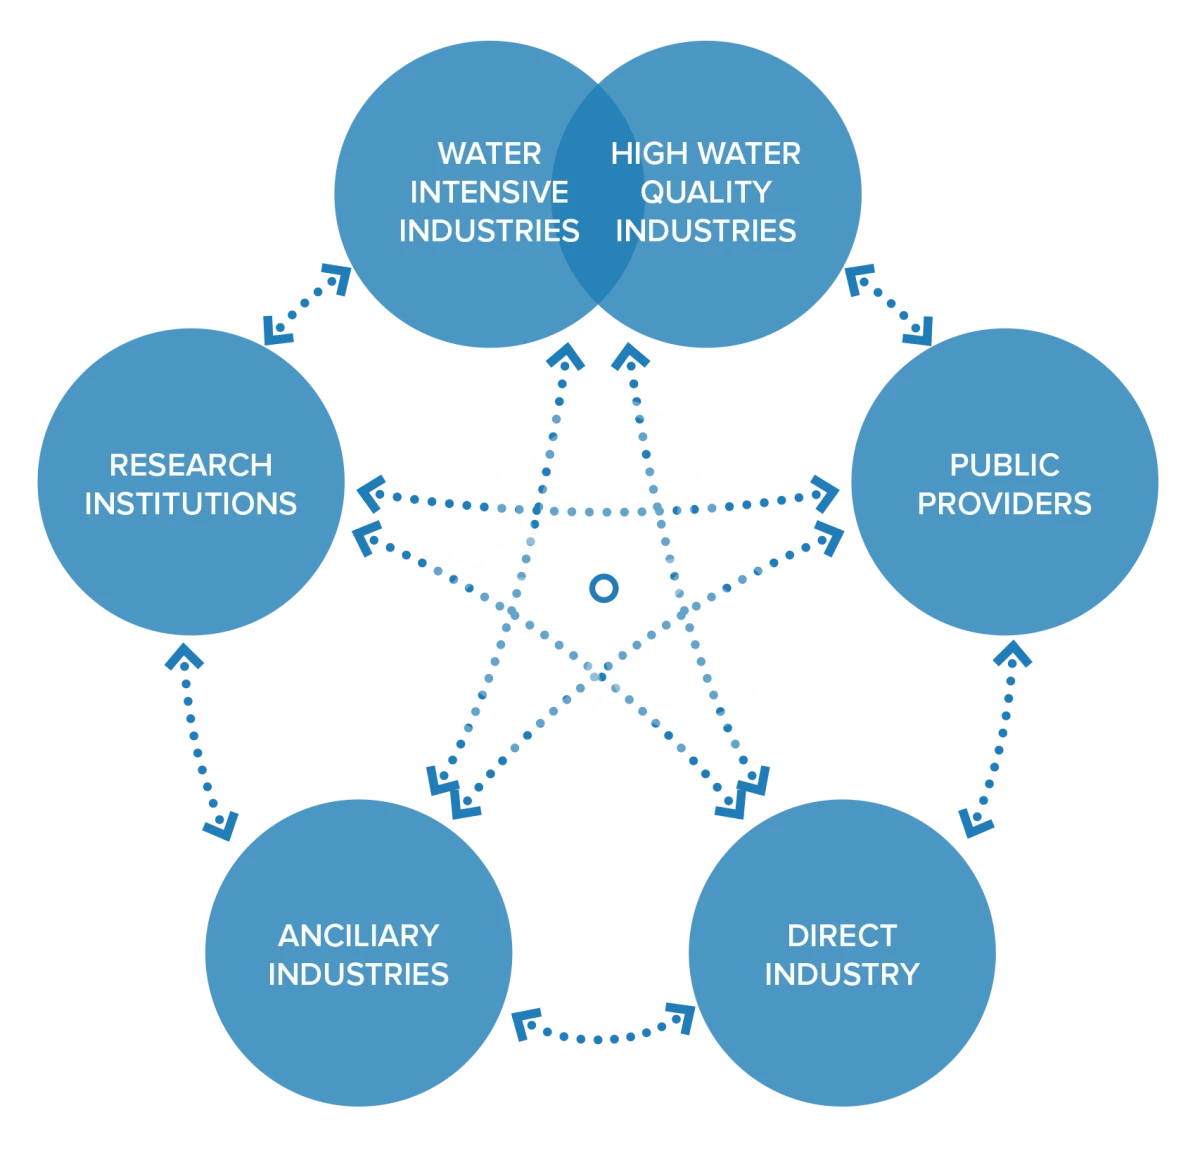 WATER
INTENSIVE
INDUSTRIES
HIGH WATER
QUALITY
INDUSTRIES
RESEARCH
INSTITUTIONS
PUBLIC
PROVIDERS
ANCILIARY
INDUSTRIES
DIRECT
INDUSTRY